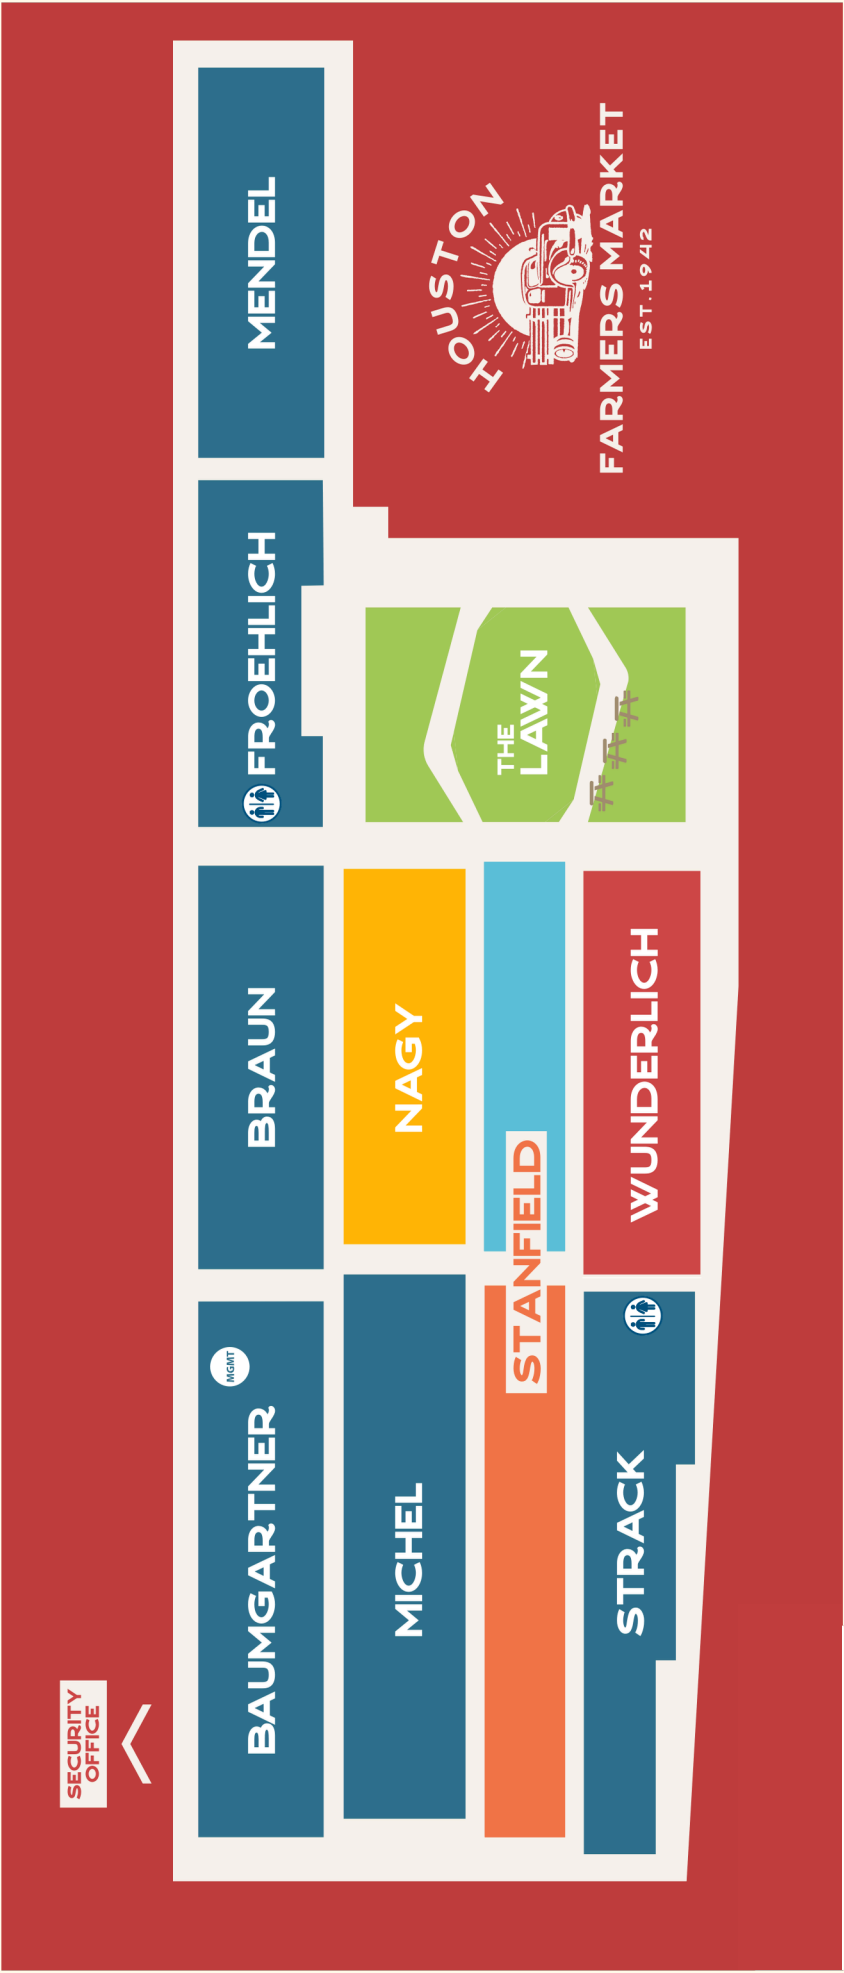 SECURITY
OFFICE
BAUMGARTNER
MGMT
BRAUN
FROEHLICH
MENDEL
MICHEL
NAGY
STANFIELD
THE
LAWN
STRACK
WUNDERLICH
HOUSTON
FARMERS MARKET
EST.1942